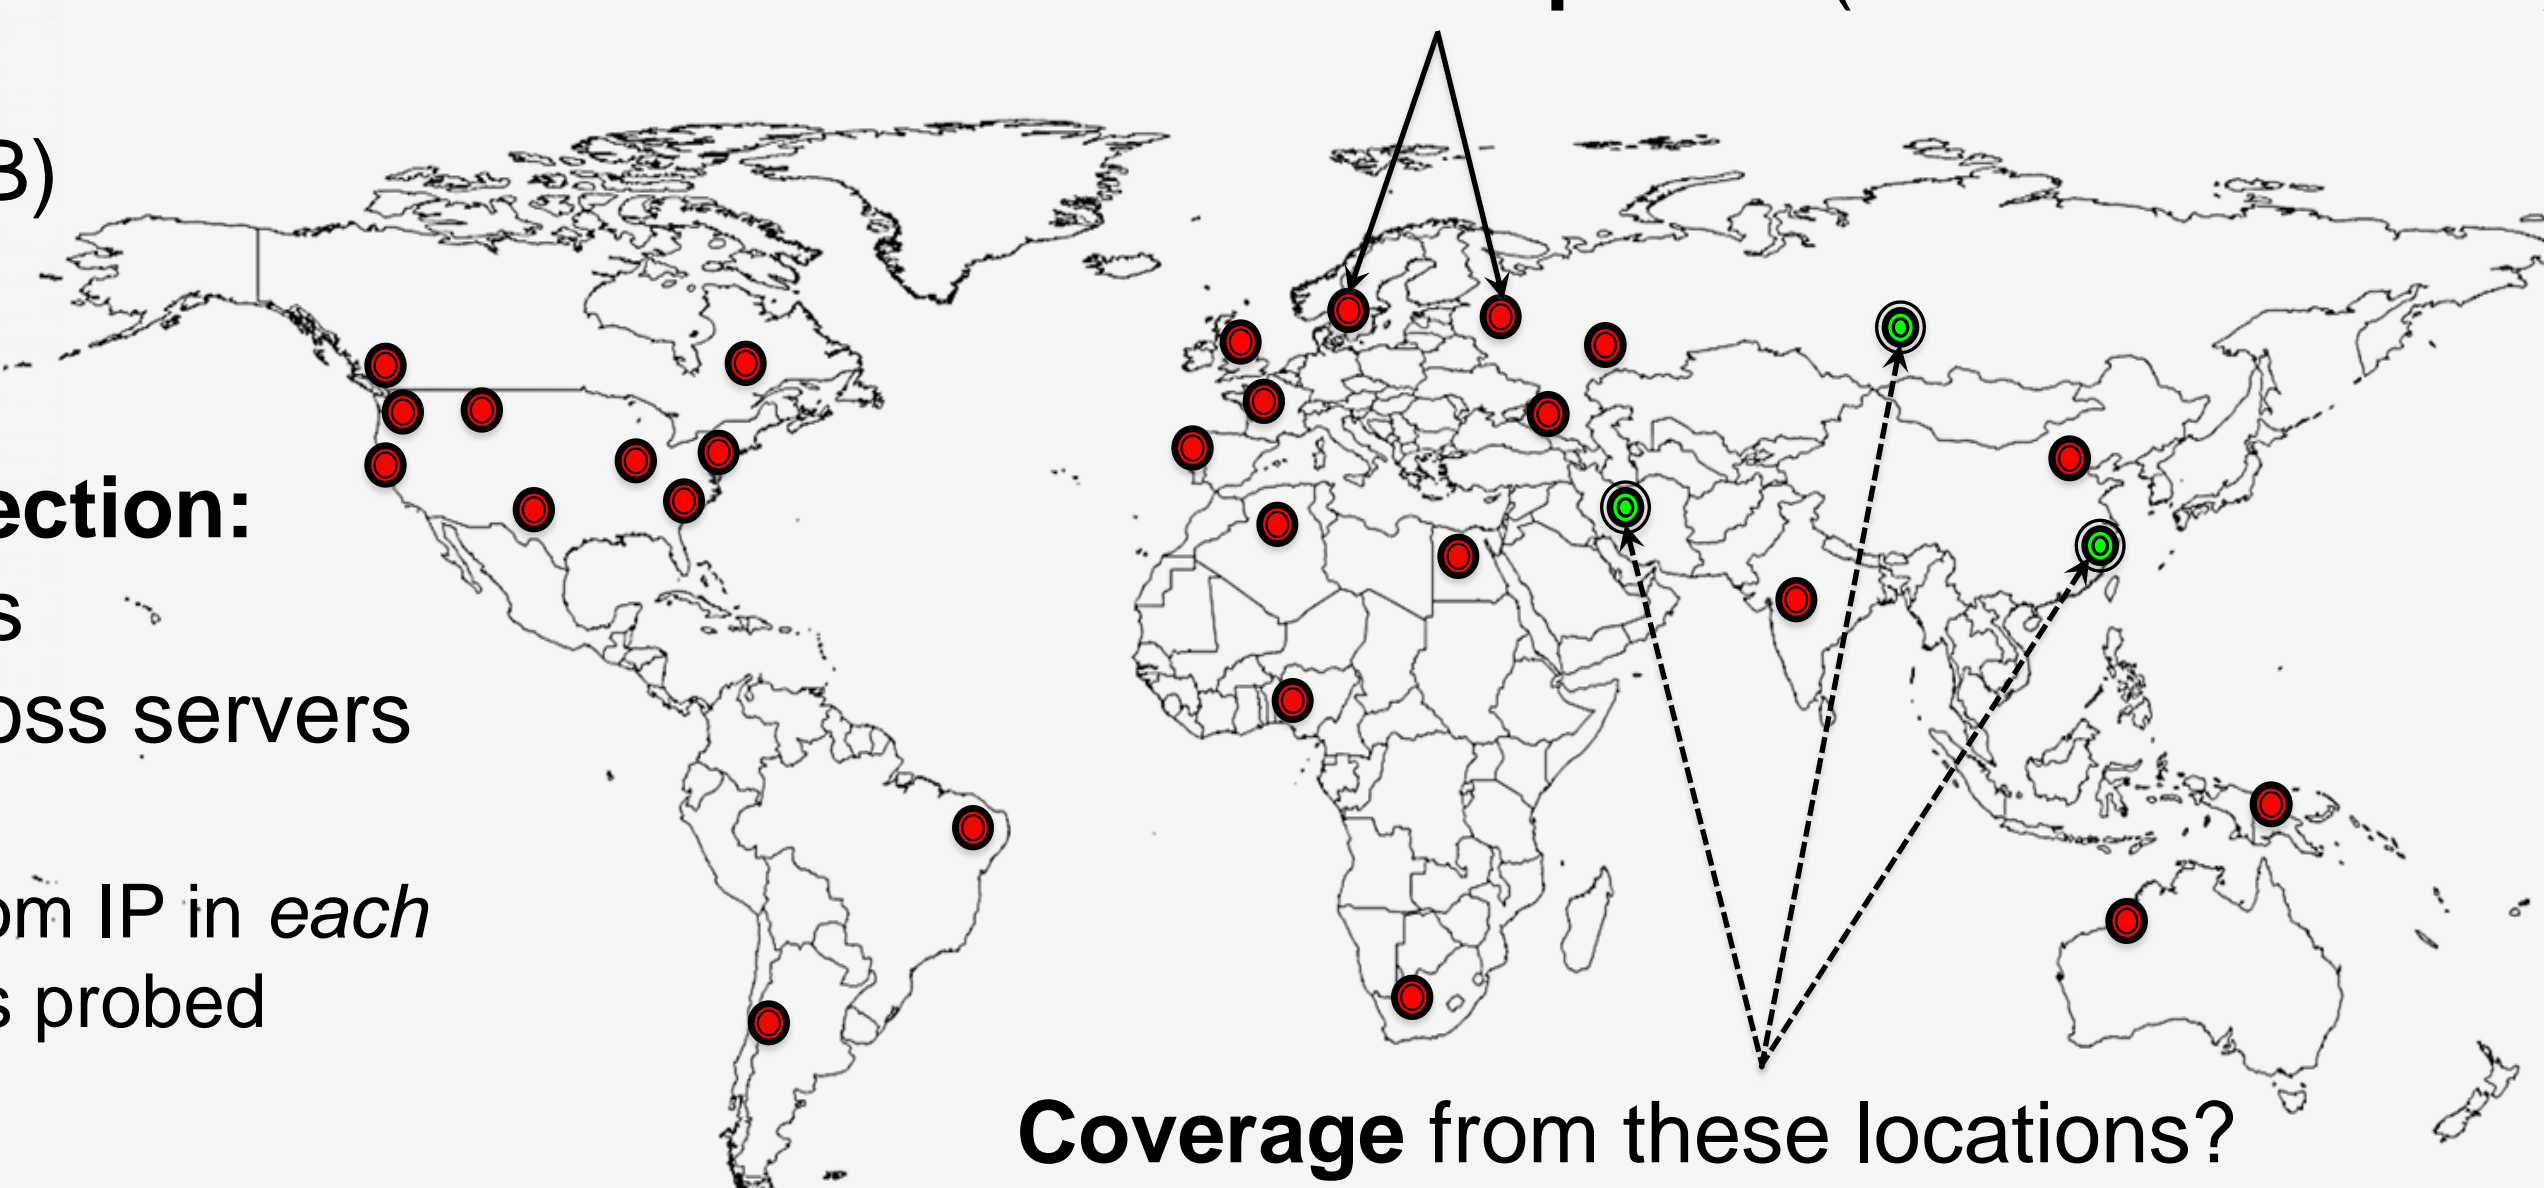 B)
ection:
s
oss servers
om IP in each
s probed
Coverage from these locations?